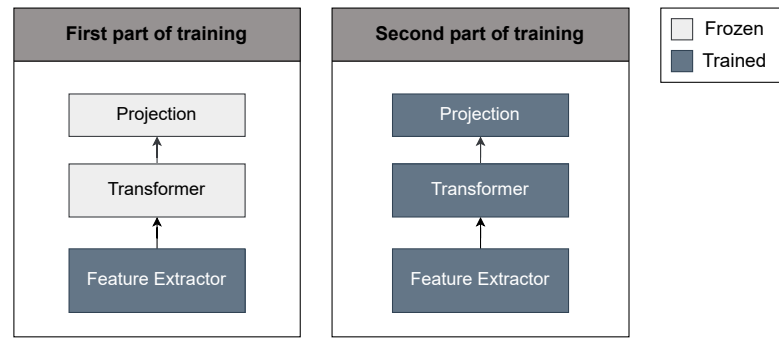 First part of training
Projection
Transformer
Feature Extractor
Second part of training
Projection
Transformer
Feature Extractor
Frozen
Trained